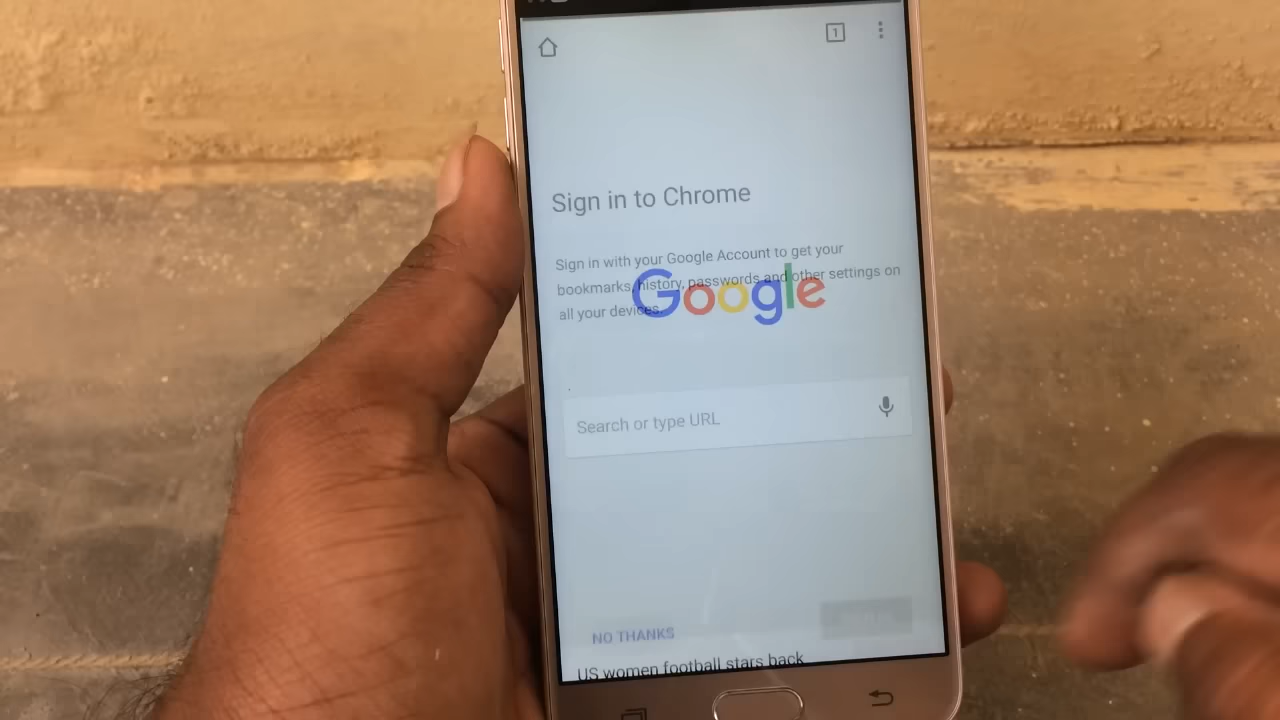 1
Sign in to Chrome
Sign in with your Google Account to get your
bookmarks, history, passwords and other settings on
all your devices.
Google
Search or type URL
NO THANKS
US women football stars back